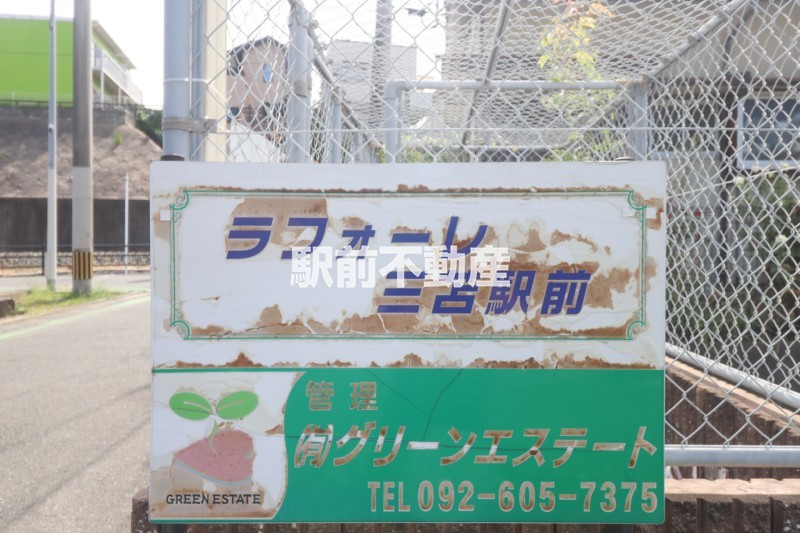 ラフォーレ
三苫駅前
駅前不動産
管理
㈲グリーンエステート
GREEN ESTATE
TEL 092-605-7375